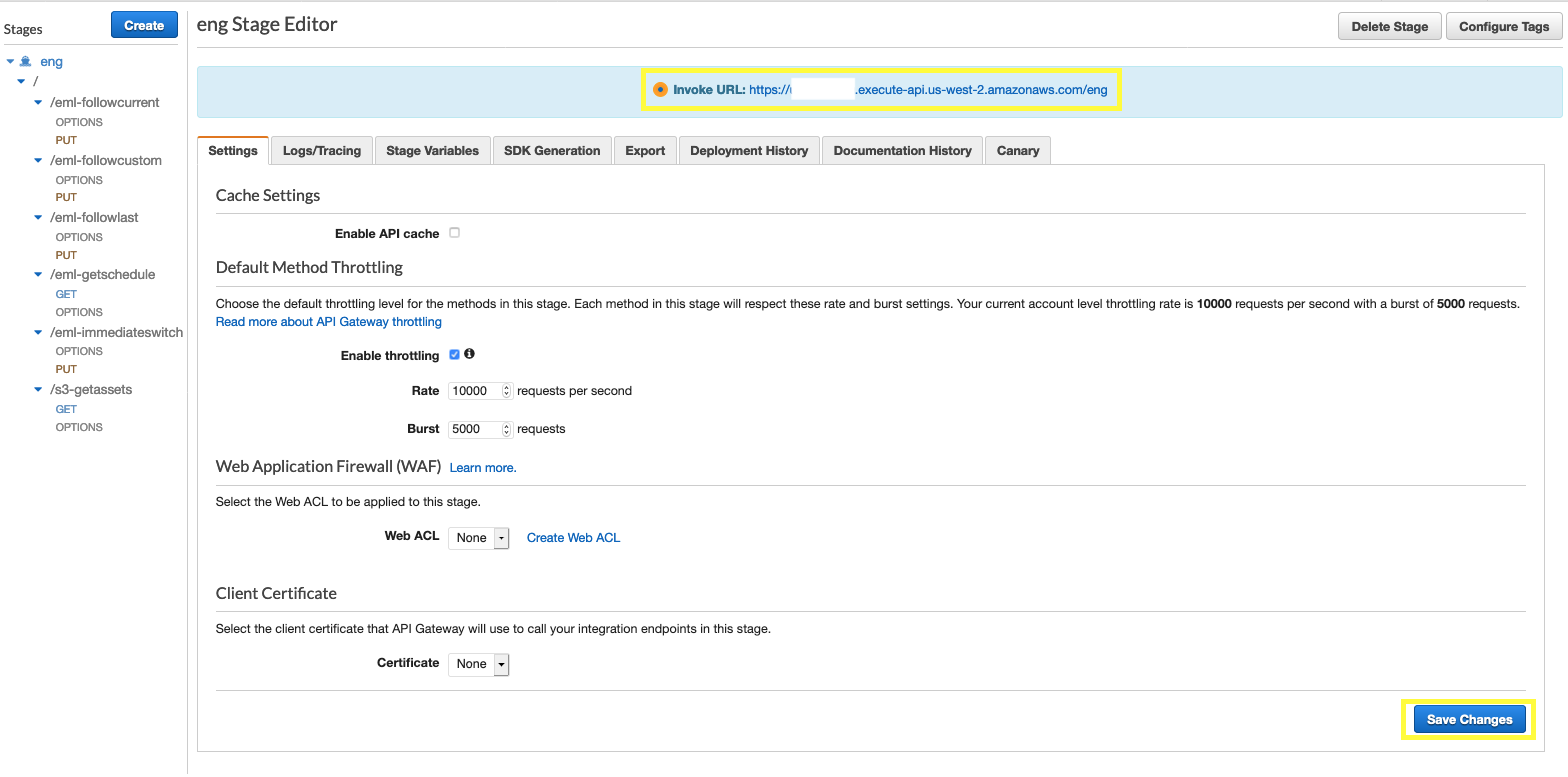 Stages
Create
eng
/
/eml-followcurrent
OPTIONS
PUT
/eml-followcustom
OPTIONS
PUT
/eml-followlast
OPTIONS
PUT
/eml-getschedule
GET
OPTIONS
/eml-immediateswitch
OPTIONS
PUT
/s3-getassets
GET
OPTIONS
eng Stage Editor
Delete Stage
Configure Tags
Invoke URL: https:// .execute-api.us-west-2.amazonaws.com/eng
Settings
Logs/Tracing
Stage Variables
SDK Generation
Export
Deployment History
Documentation History
Canary
Cache Settings
Enable API cache
Default Method Throttling
Choose the default throttling level for the methods in this stage. Each method in this stage will respect these rate and burst settings. Your current account level throttling rate is 10000 requests per second with a burst of 5000 requests.
Read more about API Gateway throttling
Enable throttling
Rate 10000 requests per second
Burst 5000 requests
Web Application Firewall (WAF) Learn more.
Select the Web ACL to be applied to this stage.
Web ACL None Create Web ACL
Client Certificate
Select the client certificate that API Gateway will use to call your integration endpoints in this stage.
Certificate None
Save Changes